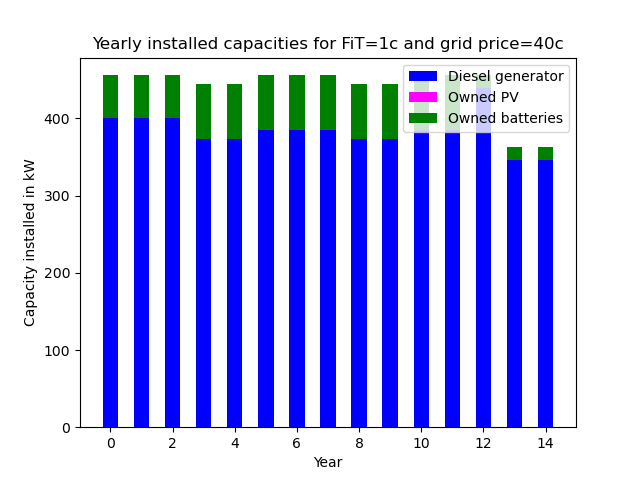 Yearly installed capacities for FiT=1c and grid price=40c
Diesel generator
Owned PV
Owned batteries
Capacity installed in kW
400
300
200
100
0
0 2 4 6 8 10 12 14
Year